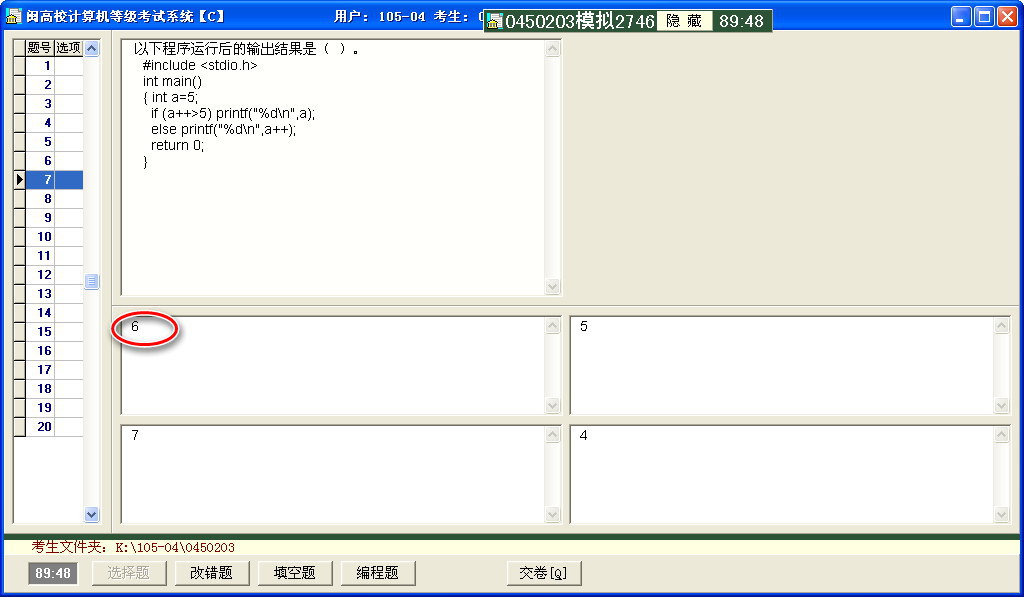 闽高校计算机等级考试系统【C】 用户: 105-04 考生:
0450203模拟2746 隐 藏 89:48
题号 选项
1
2
3
4
5
6
7
8
9
10
11
12
13
14
15
16
17
18
19
20
以下程序运行后的输出结果是（ ）。
#include <stdio.h>
int main()
{ int a=5;
if (a++>5) printf("%d\n",a);
else printf("%d\n",a++);
return 0;
}
6
5
7
4
考生文件夹: K:\105-04\0450203
89:48 选择题 改错题 填空题 编程题 交卷[Q]